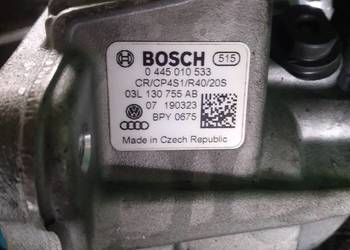 BOSCH 515
0 445 010 533
CR/CP4S1/R40/20S
03L 130 755 AB
07 190323
BPY 0675
Made in Czech Republic